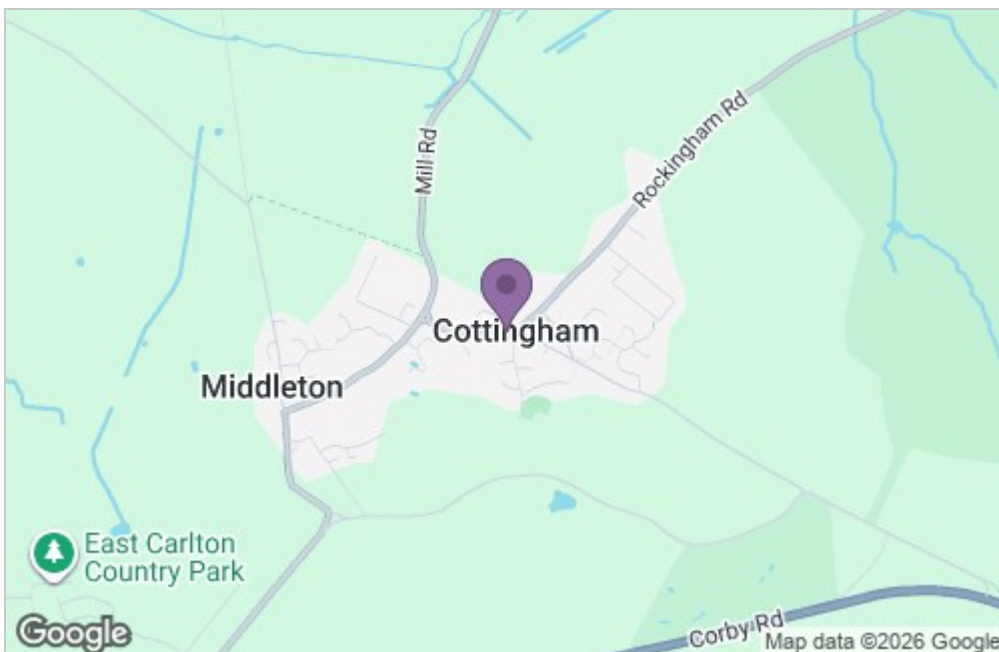 Mill Rd
Rockingham Rd
Cottingham
Middleton
East Carlton
Country Park
Corby Rd
Google
Map data ©2026 Google